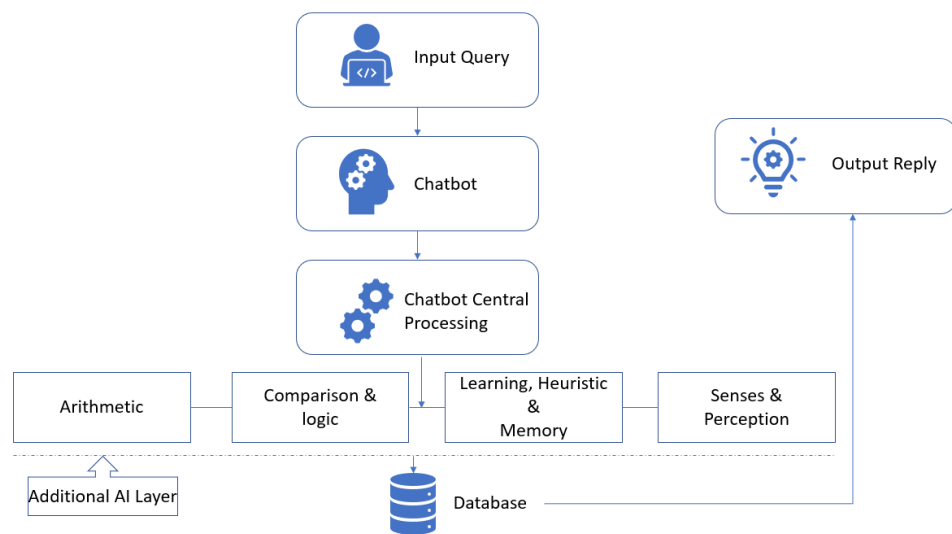 Input Query
Chatbot
Output Reply
Chatbot Central
Processing
Arithmetic
Comparison &
logic
Learning, Heuristic
&
Memory
Senses &
Perception
Additional AI Layer
Database